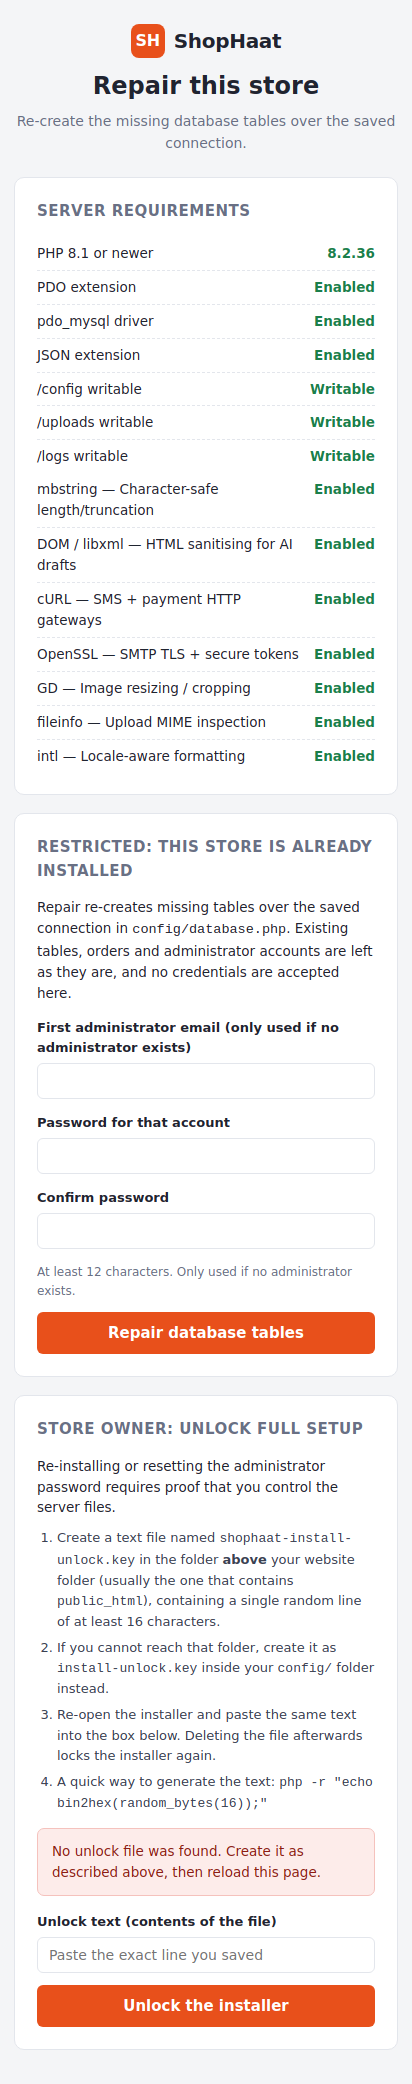 SH ShopHaat
Repair this store
Re-create the missing database tables over the saved
connection.
SERVER REQUIREMENTS
PHP 8.1 or newer 8.2.36
PDO extension Enabled
pdo_mysql driver Enabled
JSON extension Enabled
/config writable Writable
/uploads writable Writable
/logs writable Writable
mbstring — Character-safe Enabled
length/truncation
DOM / libxml — HTML sanitising for AI Enabled
drafts
cURL — SMS + payment HTTP Enabled
gateways
OpenSSL — SMTP TLS + secure tokens Enabled
GD — Image resizing / cropping Enabled
fileinfo — Upload MIME inspection Enabled
intl — Locale-aware formatting Enabled
RESTRICTED: THIS STORE IS ALREADY
INSTALLED
Repair re-creates missing tables over the saved
connection in config/database.php. Existing
tables, orders and administrator accounts are left
as they are, and no credentials are accepted
here.
First administrator email (only used if no
administrator exists)
Password for that account
Confirm password
At least 12 characters. Only used if no administrator
exists.
Repair database tables
STORE OWNER: UNLOCK FULL SETUP
Re-installing or resetting the administrator
password requires proof that you control the
server files.
1. Create a text file named shophaat-install-
unlock.key in the folder above your website
folder (usually the one that contains
public_html), containing a single random line
of at least 16 characters.
2. If you cannot reach that folder, create it as
install-unlock.key inside your config/ folder
instead.
3. Re-open the installer and paste the same text
into the box below. Deleting the file afterwards
locks the installer again.
4. A quick way to generate the text: php -r "echo
bin2hex(random_bytes(16));"
No unlock file was found. Create it as
described above, then reload this page.
Unlock text (contents of the file)
Paste the exact line you saved
Unlock the installer